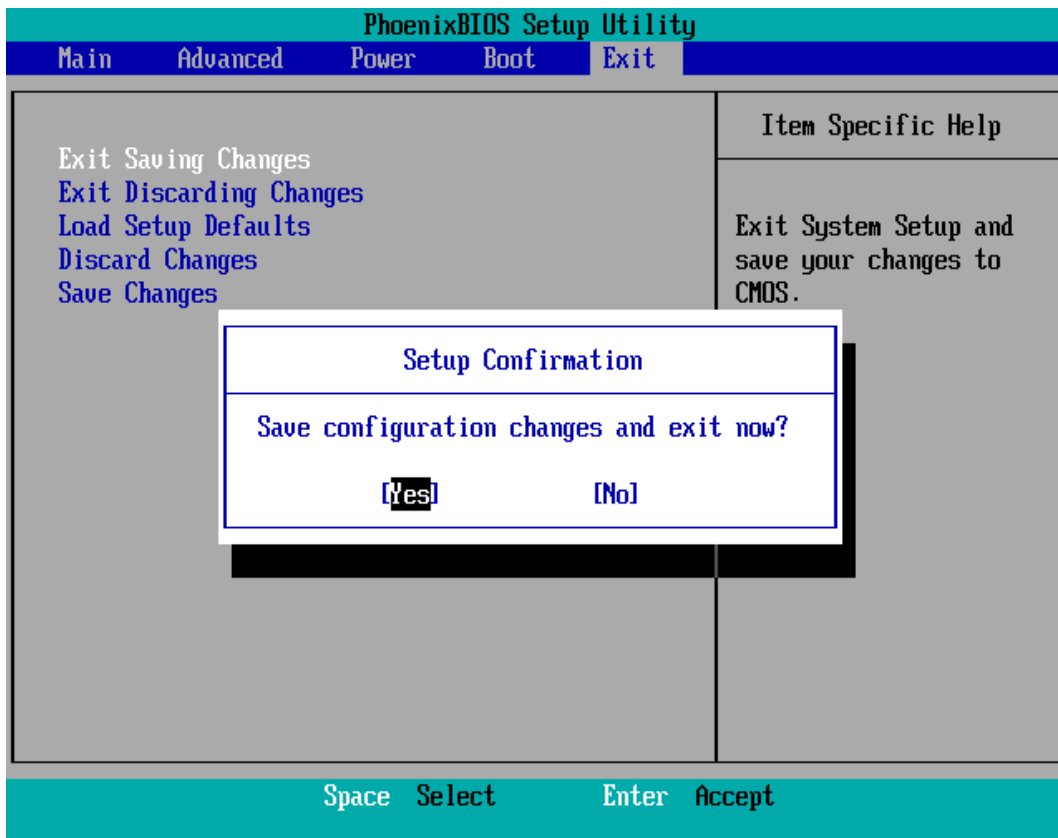 PhoenixBIOS Setup Utility
Main Advanced Power Boot Exit
Exit Saving Changes
Exit Discarding Changes
Load Setup Defaults
Discard Changes
Save Changes
Item Specific Help
Exit System Setup and
save your changes to
CMOS.
Setup Confirmation
Save configuration changes and exit now?
[Yes] [No]
Space Select Enter Accept